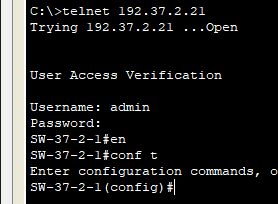 C:\>telnet 192.37.2.21
Trying 192.37.2.21 ...Open
User Access Verification
Username: admin
Password:
SW-37-2-1#en
SW-37-2-1#conf t
Enter configuration commands, o
SW-37-2-1(config)#